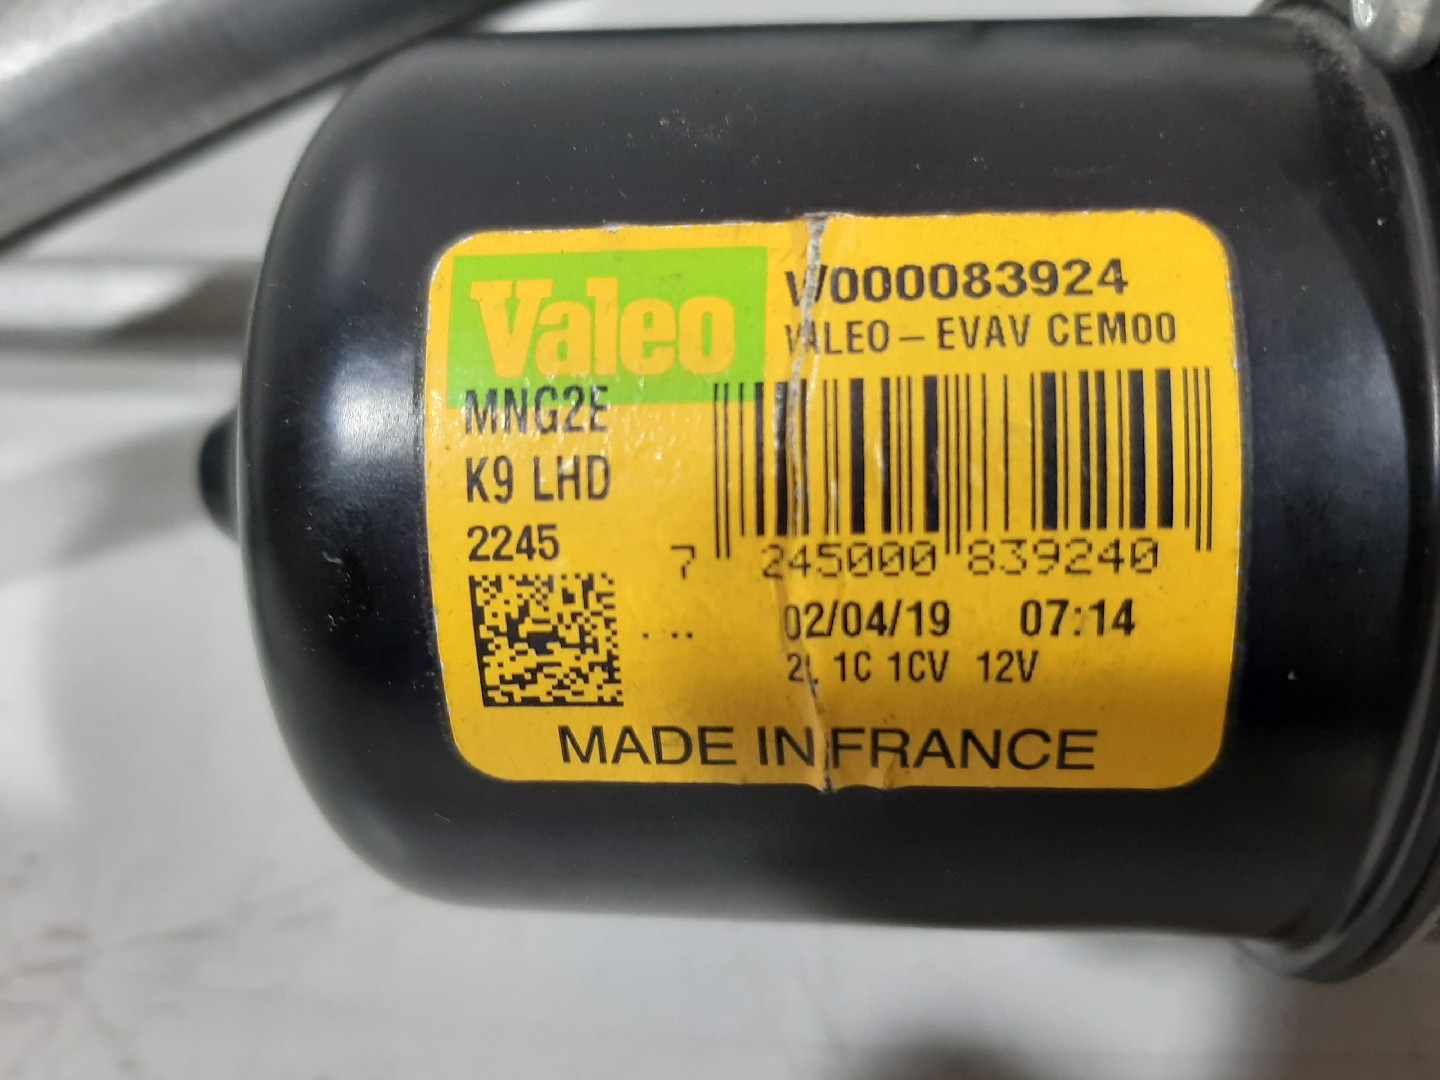 Valeo
W000083924
VALEO - EVAV CEM00
MNG2E
K9 LHD
2245
7 245000 839240
02/04/19 07:14
1C 1CV 12V
MADE IN FRANCE